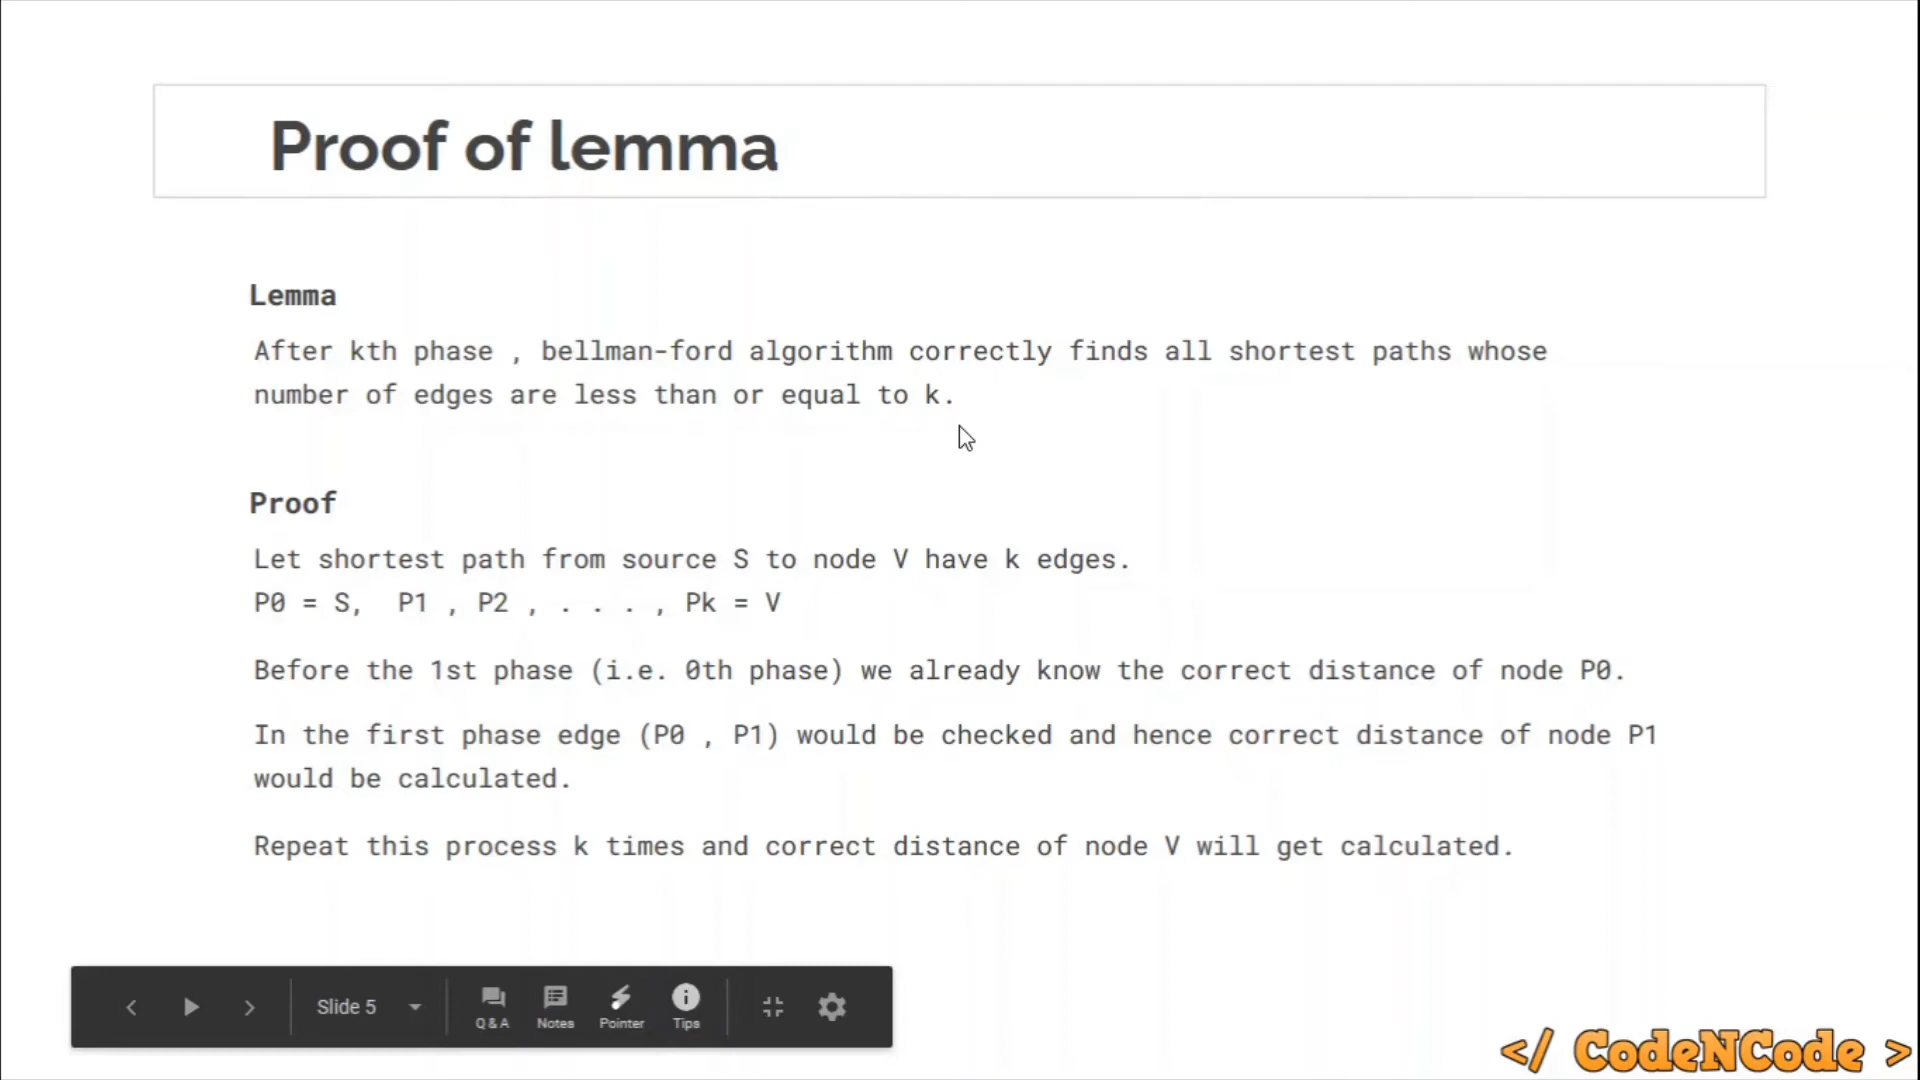 Proof of lemma
Lemma
After kth phase , bellman-ford algorithm correctly finds all shortest paths whose
number of edges are less than or equal to k.
Proof
Let shortest path from source S to node V have k edges.
P0 = S, P1 , P2 , . . . , Pk = V
Before the 1st phase (i.e. 0th phase) we already know the correct distance of node P0.
In the first phase edge (P0 , P1) would be checked and hence correct distance of node P1
would be calculated.
Repeat this process k times and correct distance of node V will get calculated.
Slide 5
Q & A Notes Pointer Tips
</ CodeNCode >